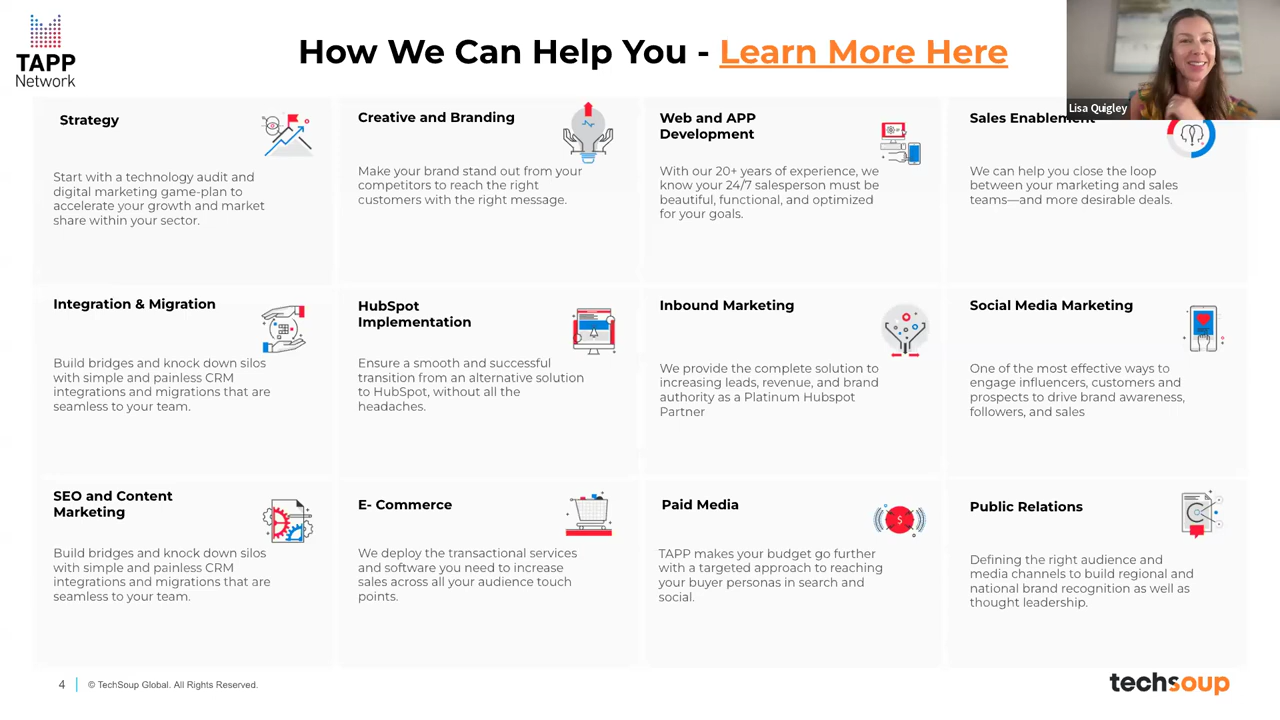 TAPP
Network
How We Can Help You - Learn More Here
Lisa Quigley
Strategy
Start with a technology audit and
digital marketing game-plan to
accelerate your growth and market
share within your sector.
Creative and Branding
Make your brand stand out from your
competitors to reach the right
customers with the right message.
Web and APP
Development
With our 20+ years of experience, we
know your 24/7 salesperson must be
beautiful, functional, and optimized
for your goals.
Sales Enablement
We can help you close the loop
between your marketing and sales
teams—and more desirable deals.
Integration & Migration
Build bridges and knock down silos
with simple and painless CRM
integrations and migrations that are
seamless to your team.
HubSpot
Implementation
Ensure a smooth and successful
transition from an alternative solution
to HubSpot, without all the
headaches.
Inbound Marketing
We provide the complete solution to
increasing leads, revenue, and brand
authority as a Platinum Hubspot
Partner
Social Media Marketing
One of the most effective ways to
engage influencers, customers and
prospects to drive brand awareness,
followers, and sales
SEO and Content
Marketing
Build bridges and knock down silos
with simple and painless CRM
integrations and migrations that are
seamless to your team.
E- Commerce
We deploy the transactional services
and software you need to increase
sales across all your audience touch
points.
Paid Media
$
TAPP makes your budget go further
with a targeted approach to reaching
your buyer personas in search and
social.
Public Relations
Defining the right audience and
media channels to build regional and
national brand recognition as well as
thought leadership.
4
© TechSoup Global. All Rights Reserved.
techsoup